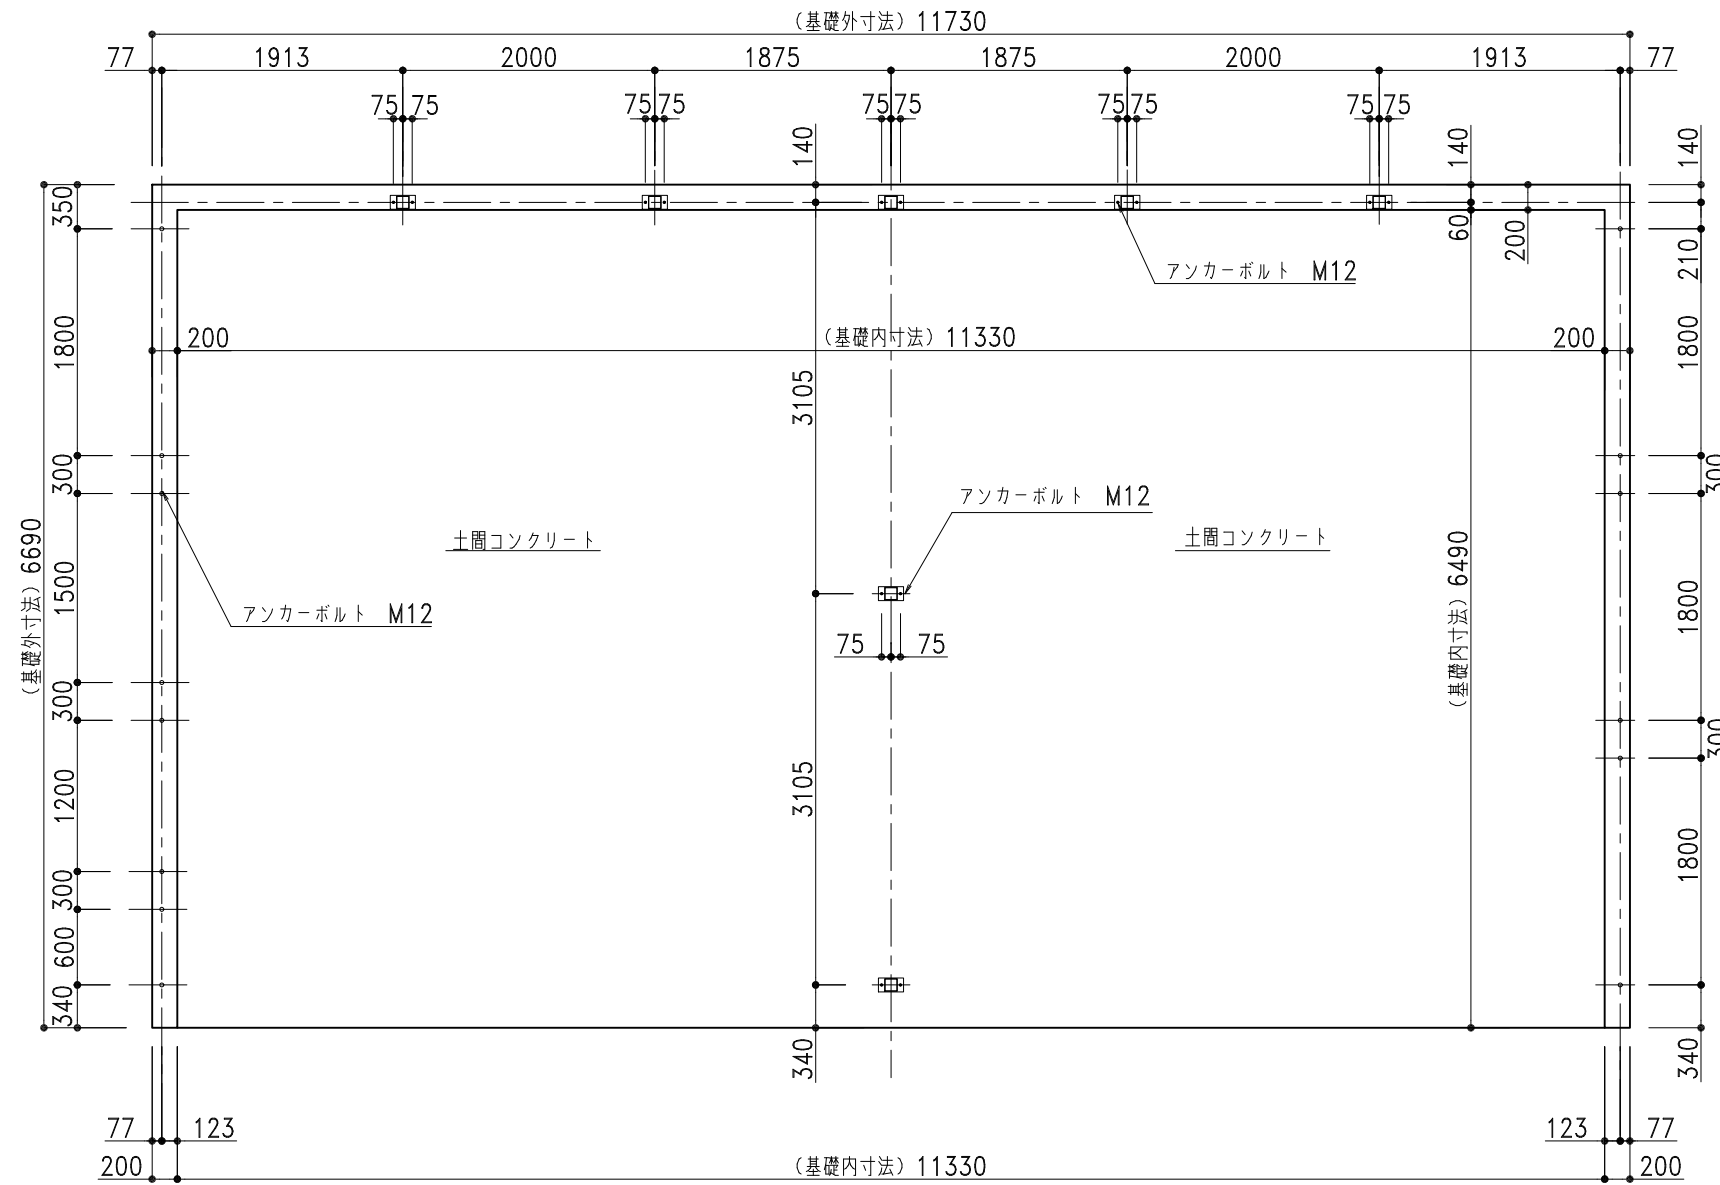 (基礎外寸法) 11730
77 1913 2000 1875 1875 2000 1913 77
75 75 75 75 75 75 75 75 75 75
140 140 140
350 60 200 210
アンカーボルト M12
1800 200 (基礎内寸法) 11330 200 1800
3105
300 300
アンカーボルト M12
土間コンクリート 土間コンクリート
(基礎外寸法) 6690
1500 (基礎内寸法) 6490 1800
アンカーボルト M12
75 75
300 300
1200 3105 1800
300
600
340 340 340
77 123 123 77
200 (基礎内寸法) 11330 200